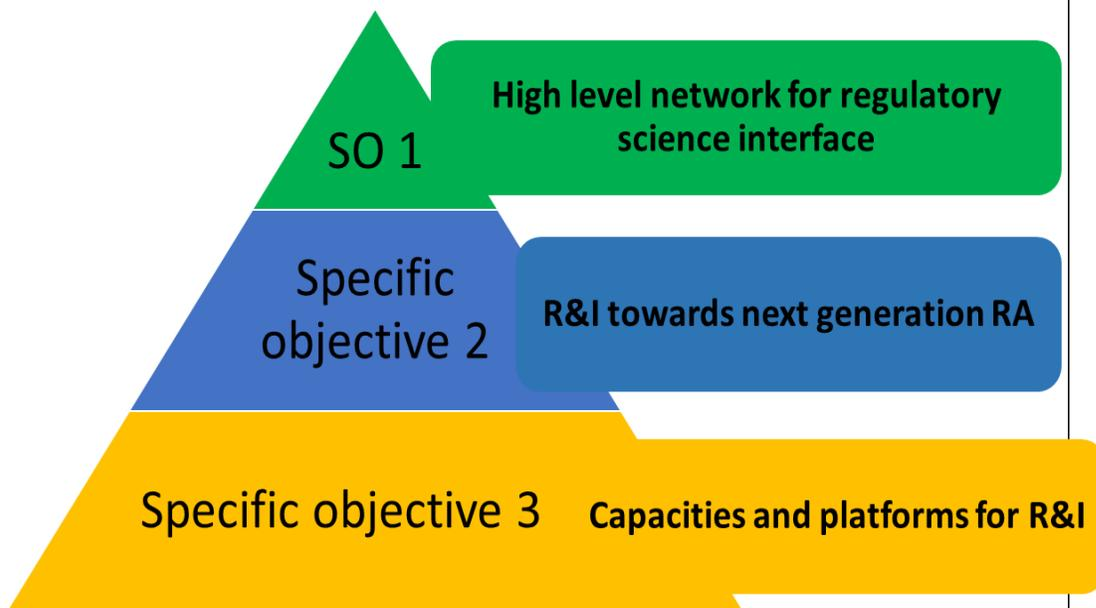 SO 1
High level network for regulatory
science interface
Specific
objective 2
R&I towards next generation RA
Specific objective 3
Capacities and platforms for R&I